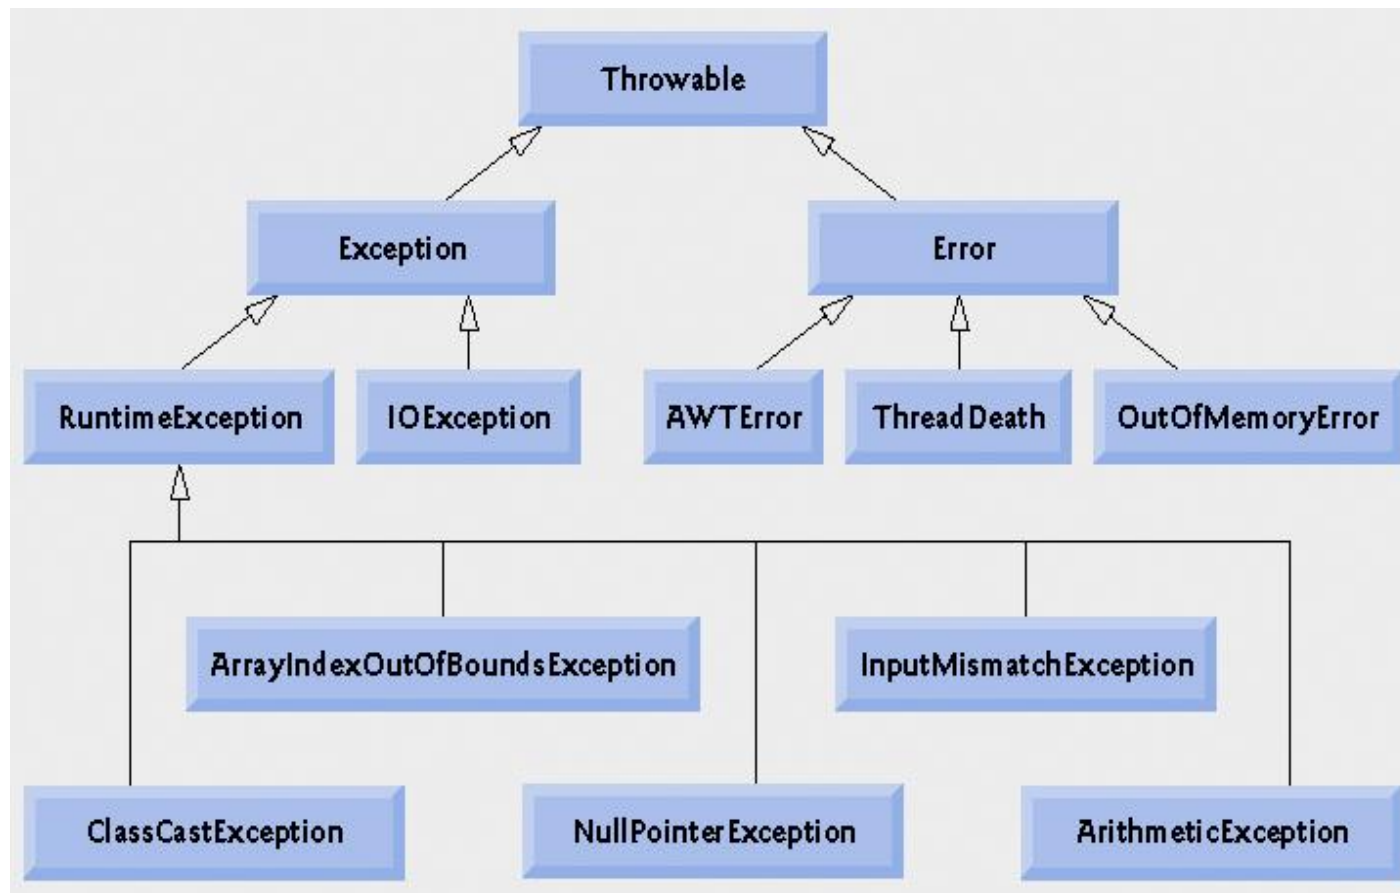 Throwable
Exception
Error
RuntimeException
IOException
AWTError
ThreadDeath
OutOfMemoryError
ArrayIndexOutOfBoundsException
InputMismatchException
ClassCastException
NullPointerException
ArithmeticException